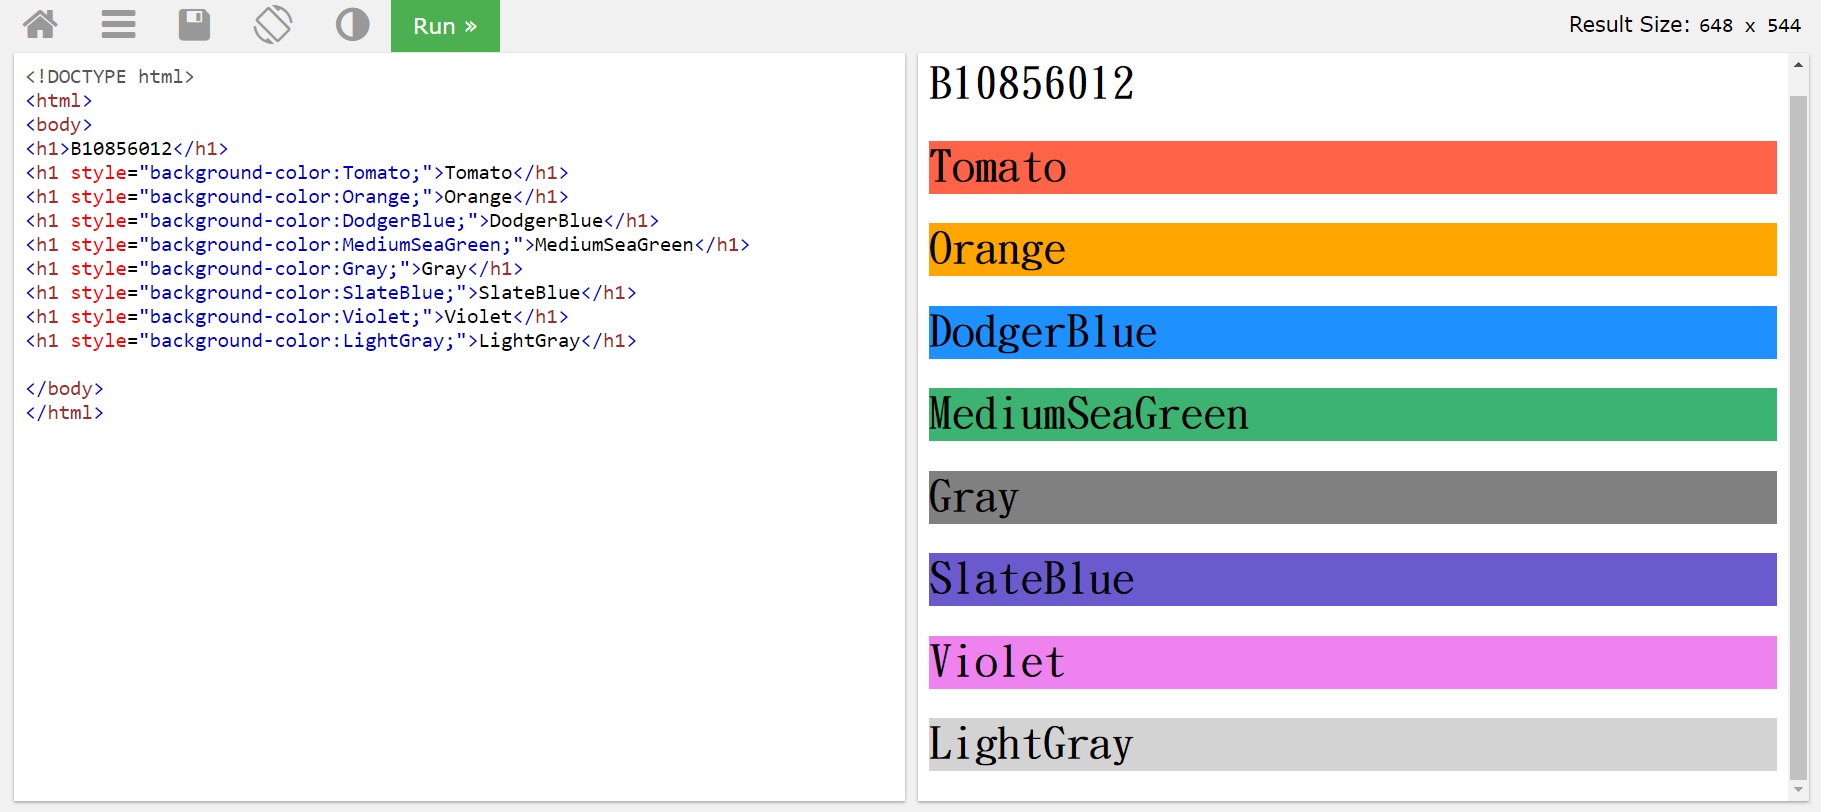 Run »
Result Size: 648 x 544
<!DOCTYPE html>
<html>
<body>
<h1>B10856012</h1>
<h1 style="background-color:Tomato;">Tomato</h1>
<h1 style="background-color:Orange;">Orange</h1>
<h1 style="background-color:DodgerBlue;">DodgerBlue</h1>
<h1 style="background-color:MediumSeaGreen;">MediumSeaGreen</h1>
<h1 style="background-color:Gray;">Gray</h1>
<h1 style="background-color:SlateBlue;">SlateBlue</h1>
<h1 style="background-color:Violet;">Violet</h1>
<h1 style="background-color:LightGray;">LightGray</h1>
</body>
</html>
B10856012
Tomato
Orange
DodgerBlue
MediumSeaGreen
Gray
SlateBlue
Violet
LightGray